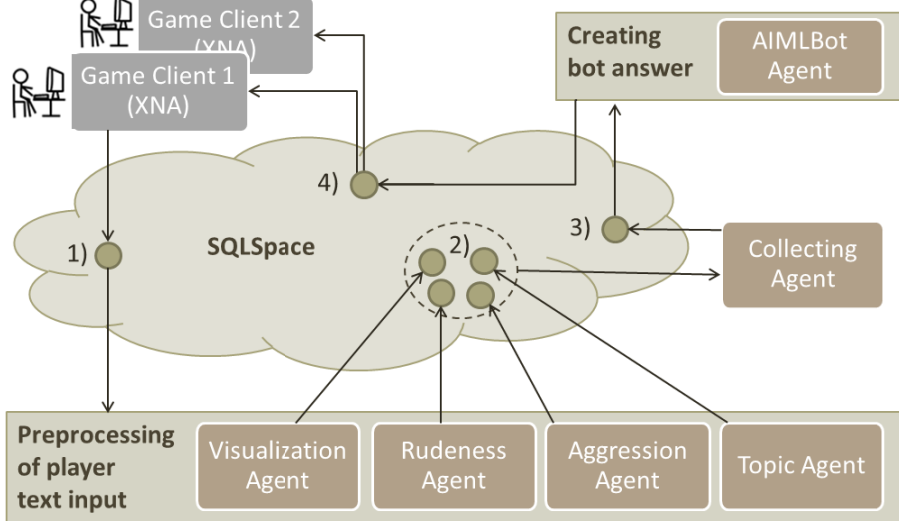 Game Client 2
(XNA)
Game Client 1
(XNA)
Creating
bot answer
AIMLBot
Agent
4)
3)
1)
SQLSpace
2)
Collecting
Agent
Preprocessing
of player
text input
Visualization
Agent
Rudeness
Agent
Aggression
Agent
Topic Agent